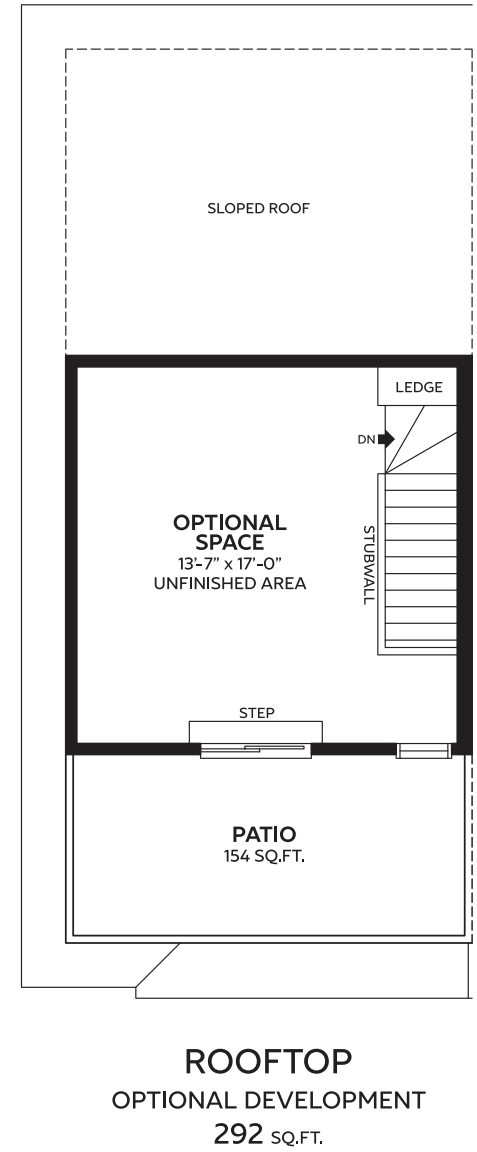 SLOPED ROOF
LEDGE
DN
OPTIONAL
SPACE
13'-7" x 17'-0"
UNFINISHED AREA
STUBWALL
STEP
PATIO
154 SQ.FT.
ROOFTOP
OPTIONAL DEVELOPMENT
292 SQ.FT.